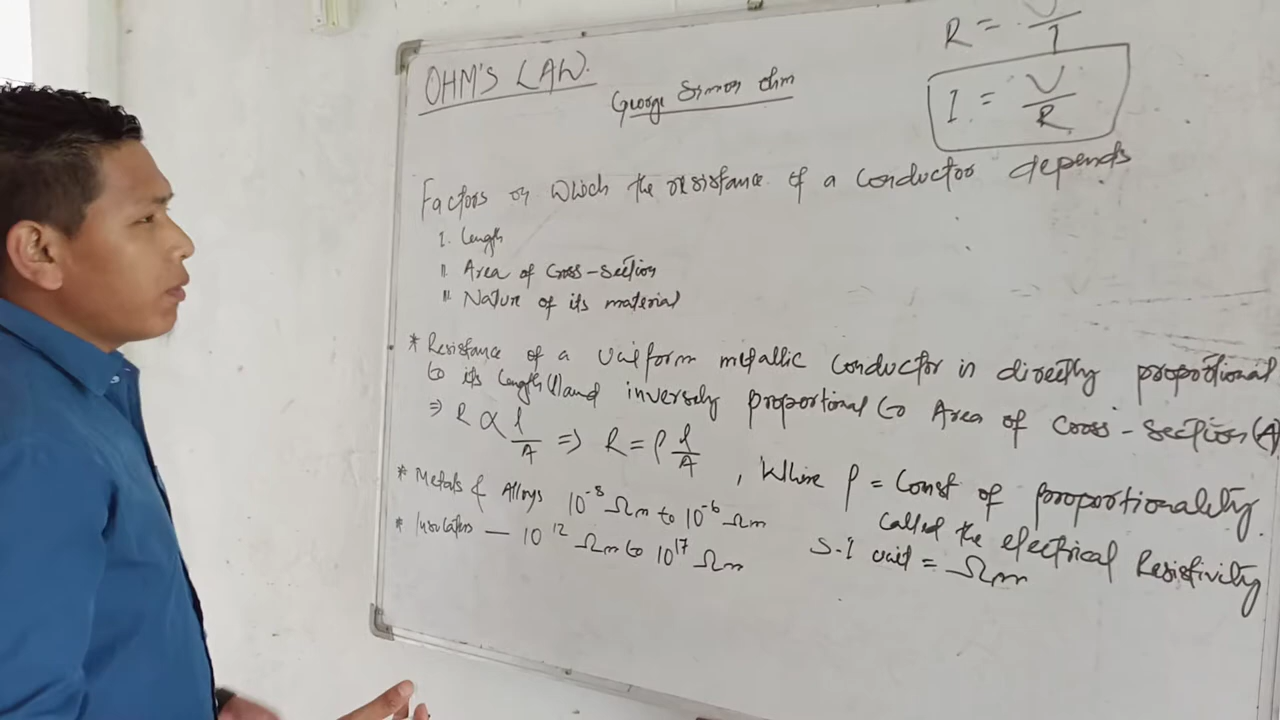 OHM'S LAW.
George Simon Ohm
R = V/I
I = V/R
Factors on which the resistance of a conductor depends
I. Length
II. Area of Cross-Section
III. Nature of its material
* Resistance of a Uniform metallic conductor is directly proportional
to its length(l) and inversely proportional to Area of Cross-Section (A)
⇒ R ∝ l/A ⇒ R = ρ l/A , Where ρ = Const of proportionality.
called the electrical Resistivity
* Metals & Alloys 10⁻⁸ Ωm to 10⁻⁶ Ωm
S.I unit = Ωm
* Insulators — 10¹² Ωm to 10¹⁷ Ωm